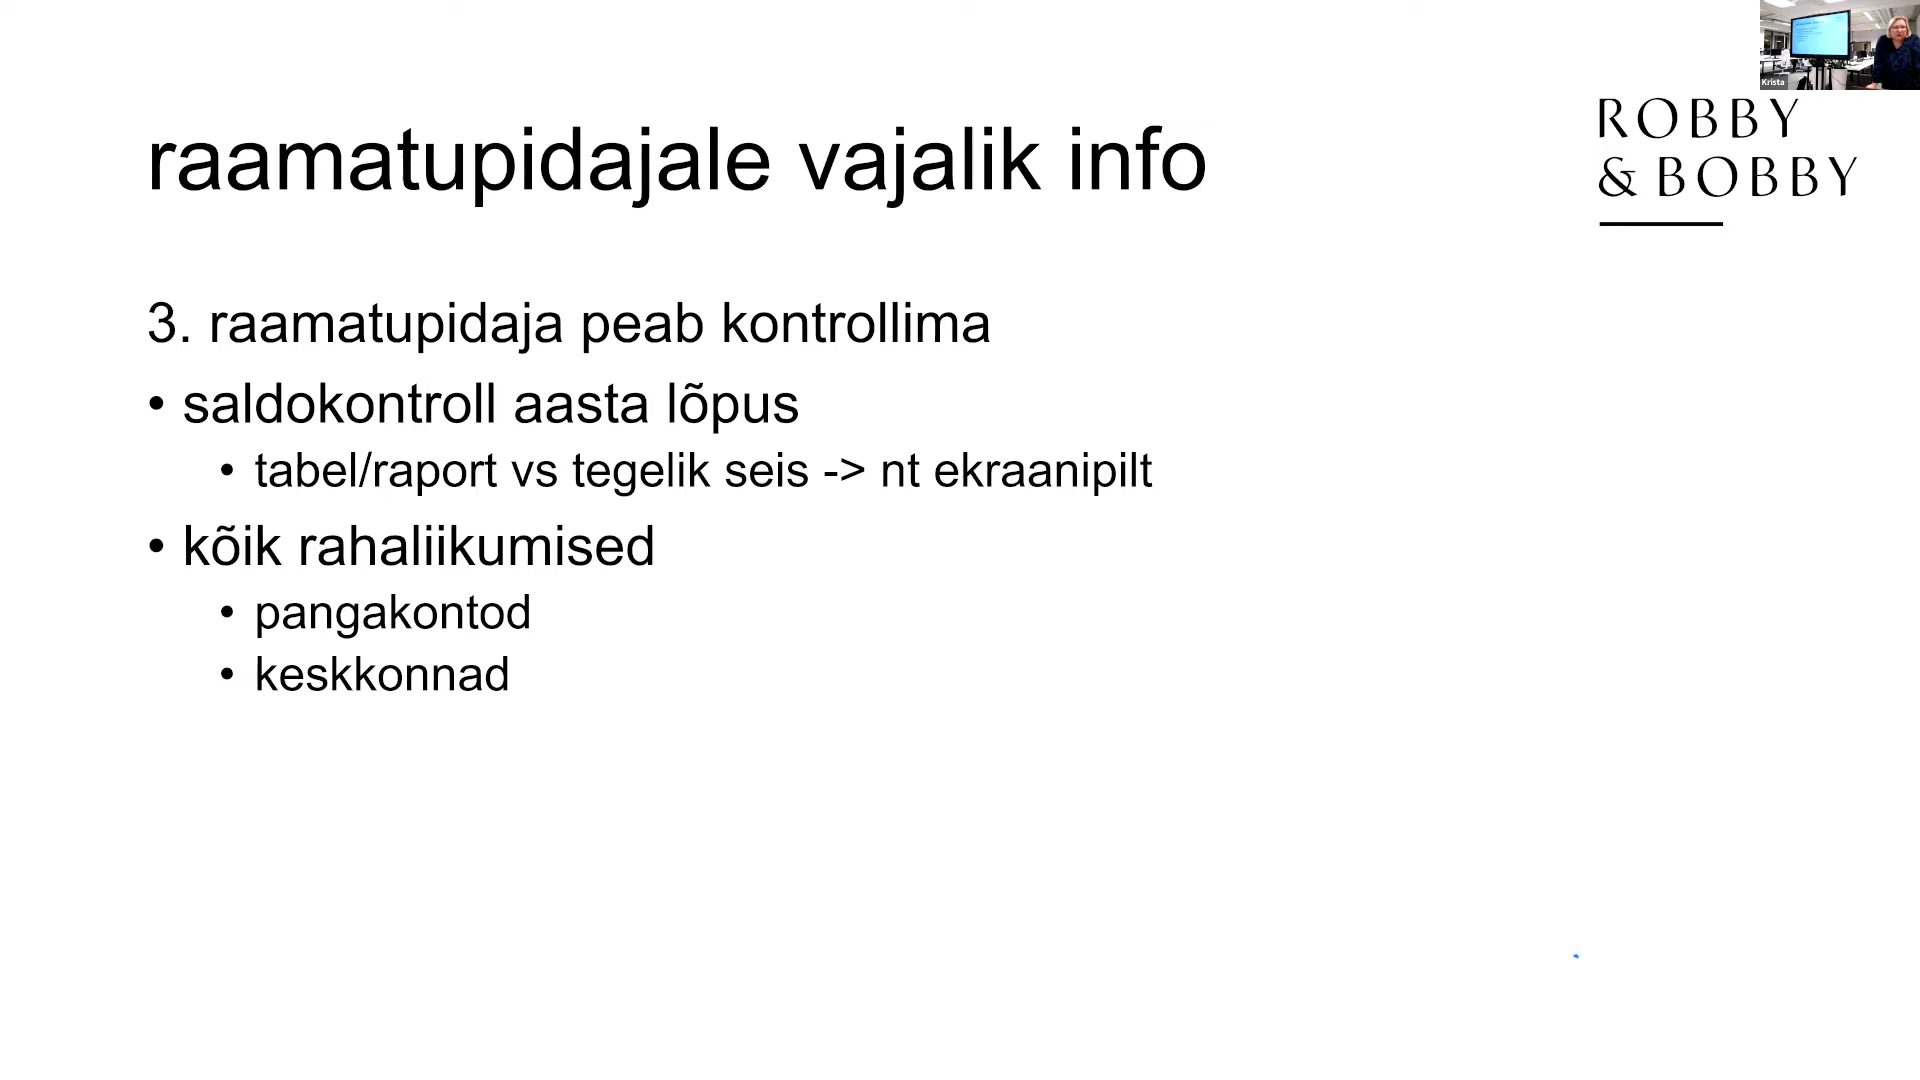 Krista
ROBBY
& BOBBY
raamatupidajale vajalik info
3. raamatupidaja peab kontrollima
• saldokontroll aasta lõpus
• tabel/raport vs tegelik seis -> nt ekraanipilt
• kõik rahaliikumised
• pangakontod
• keskkonnad